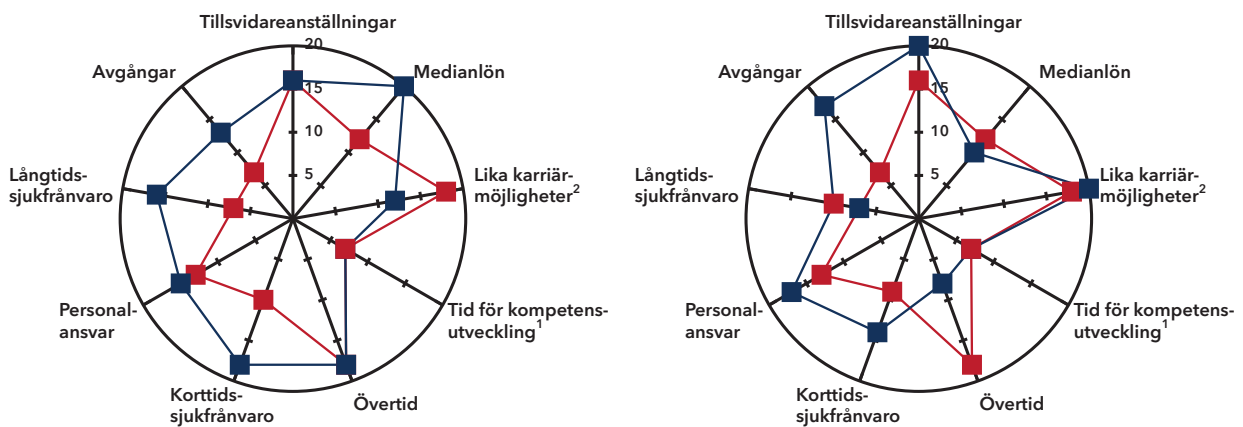 Tillsvidareanställningar
20
Avgångar
Medianlön
15
10
5
Långtids-
sjukfrånvaro
Lika karriär-
möjligheter2
Personal-
ansvar
Tid för kompetens-
utveckling1
Korttids-
sjukfrånvaro
Övertid
Tillsvidareanställningar
20
Avgångar
Medianlön
15
10
5
Långtids-
sjukfrånvaro
Lika karriär-
möjligheter2
Personal-
ansvar
Tid för kompetens-
utveckling1
Korttids-
sjukfrånvaro
Övertid